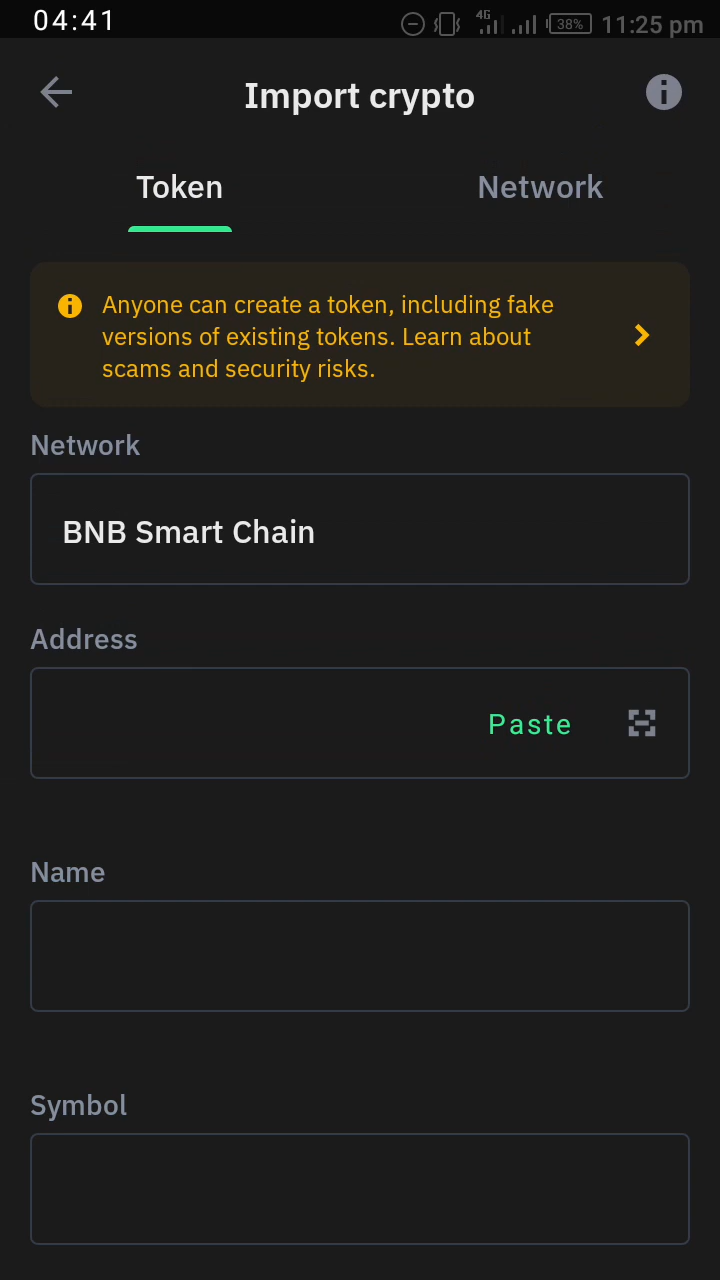 04:41 4G 38% 11:25 pm
Import crypto
Token Network
Anyone can create a token, including fake
versions of existing tokens. Learn about
scams and security risks.
Network
BNB Smart Chain
Address
Paste
Name
Symbol